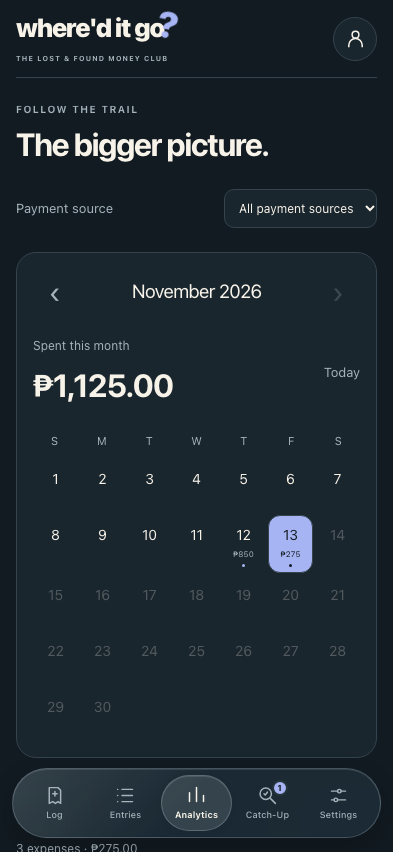 where'd it go?
THE LOST & FOUND MONEY CLUB
FOLLOW THE TRAIL
The bigger picture.
Payment source
All payment sources
November 2026
Spent this month
₱1,125.00
Today
S M T W T F S
1 2 3 4 5 6 7
8 9 10 11 12 13 14
₱850 ₱275
15 16 17 18 19 20 21
22 23 24 25 26 27 28
29 30
1
Log Entries Analytics Catch-Up Settings
3 expenses · ₱275.00